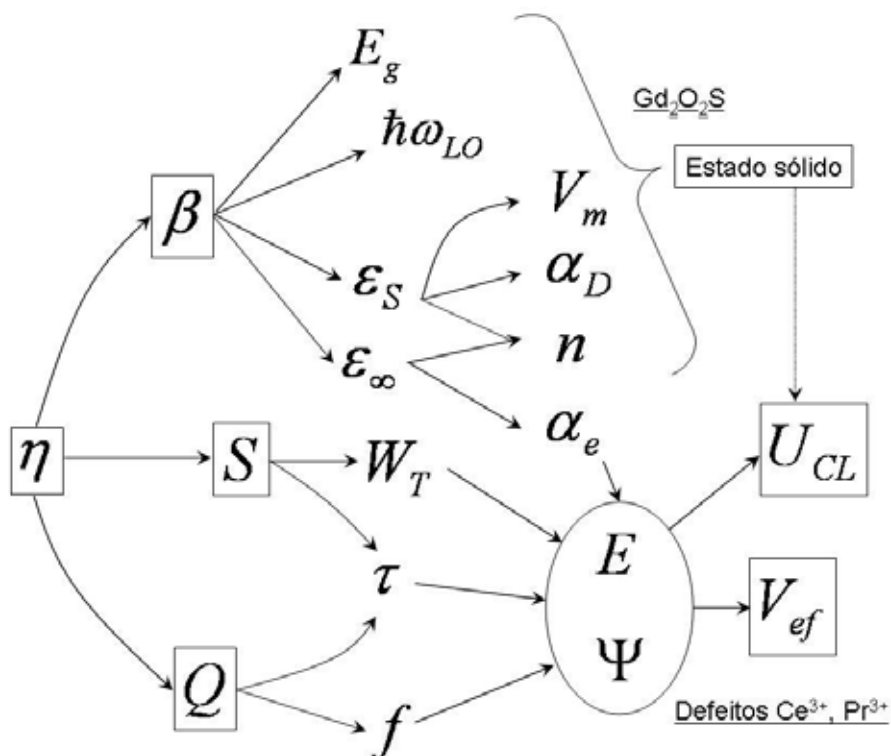 E_g
Gd₂O₂S
ħω_LO
Estado sólido
β
V_m
ε_S
α_D
n
ε_∞
α_e
η
S
W_T
U_CL
E
τ
V_ef
Ψ
Q
f
Defeitos Ce³⁺, Pr³⁺